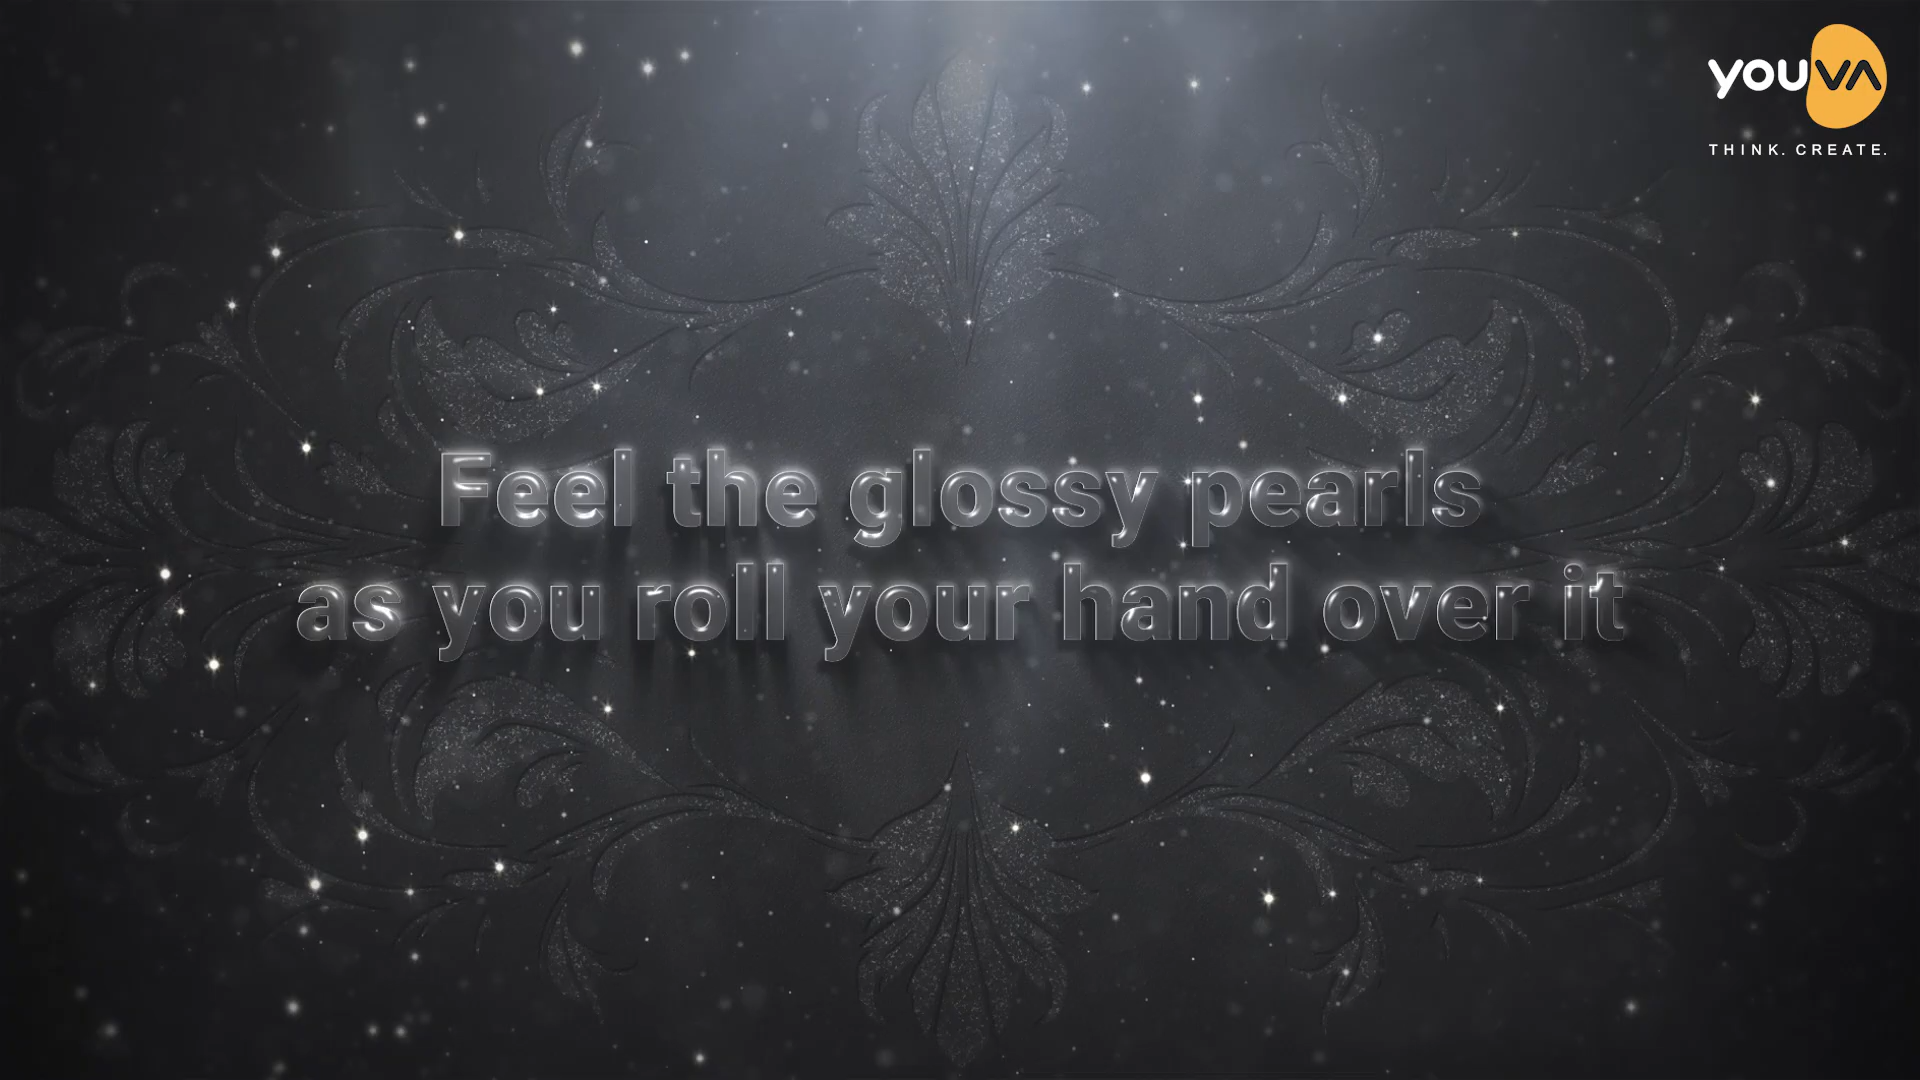 youva
THINK. CREATE.
Feel the glossy pearls
as you roll your hand over it